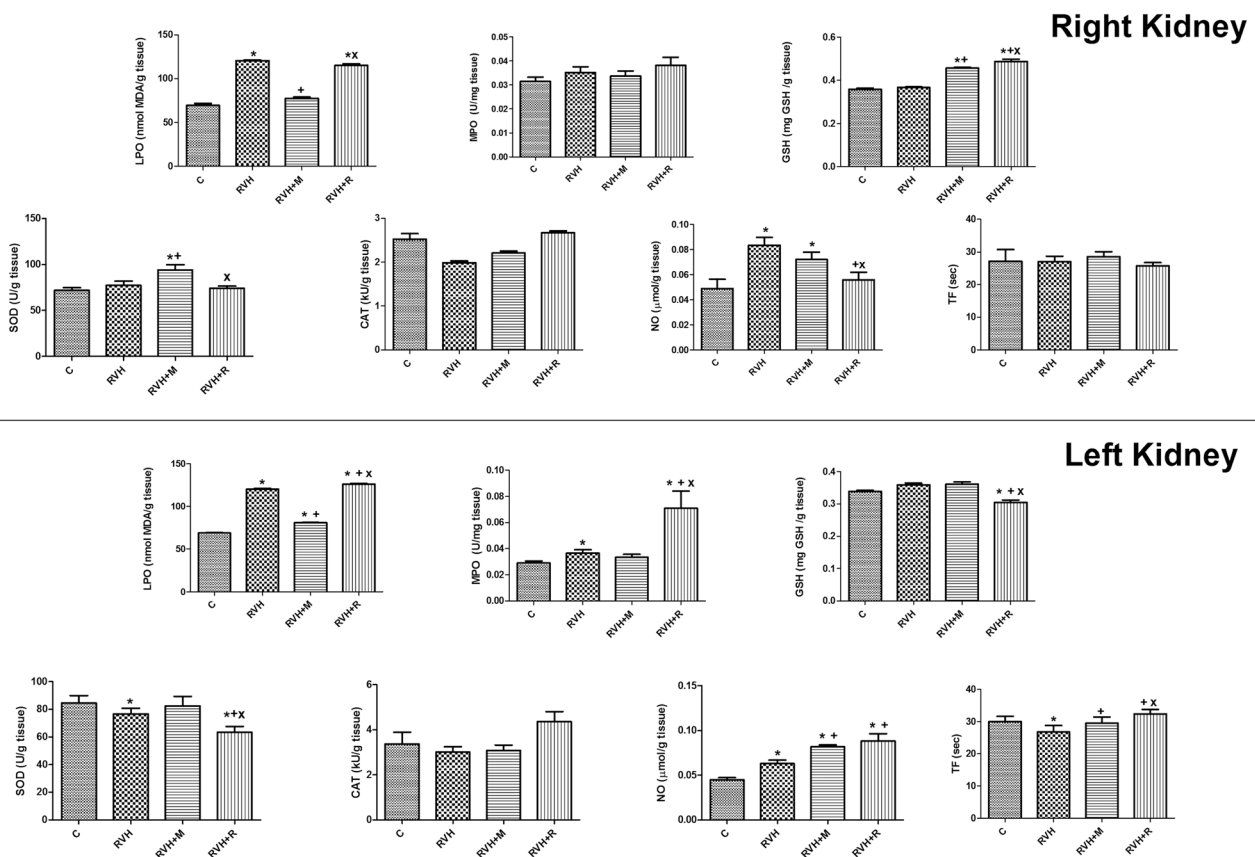 Right Kidney
LPO (nmol MDA/g tissue)
150
100
50
0
* + *x
C RVH RVH+M RVH+R
MPO (U/mg tissue)
0.05
0.04
0.03
0.02
0.01
0.00
C RVH RVH+M RVH+R
GSH (mg GSH /g tissue)
0.6
0.4
0.2
0.0
*+ *+x
C RVH RVH+M RVH+R
SOD (U/g tissue)
150
100
50
0
*+ x
C RVH RVH+M RVH+R
CAT (kU/g tissue)
3
2
1
0
C RVH RVH+M RVH+R
NO (μmol/g tissue)
0.10
0.08
0.06
0.04
0.02
0.00
* * +x
C RVH RVH+M RVH+R
TF (sec)
40
30
20
10
0
C RVH RVH+M RVH+R
Left Kidney
LPO (nmol MDA/g tissue)
150
100
50
0
* * + * + x
C RVH RVH+M RVH+R
MPO (U/mg tissue)
0.10
0.08
0.06
0.04
0.02
0.00
* * + x
C RVH RVH+M RVH+R
GSH (mg GSH /g tissue)
0.4
0.3
0.2
0.1
0.0
* + x
C RVH RVH+M RVH+R
SOD (U/g tissue)
100
80
60
40
20
0
* *+x
C RVH RVH+M RVH+R
CAT (kU/g tissue)
6
4
2
0
C RVH RVH+M RVH+R
NO (μmol/g tissue)
0.15
0.10
0.05
0.00
* * + * +
C RVH RVH+M RVH+R
TF (sec)
40
30
20
10
0
* + + x
C RVH RVH+M RVH+R